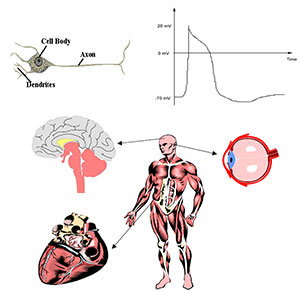 Cell Body
Axon
Dendrites
20 mV
0 mV
Time
-70 mV